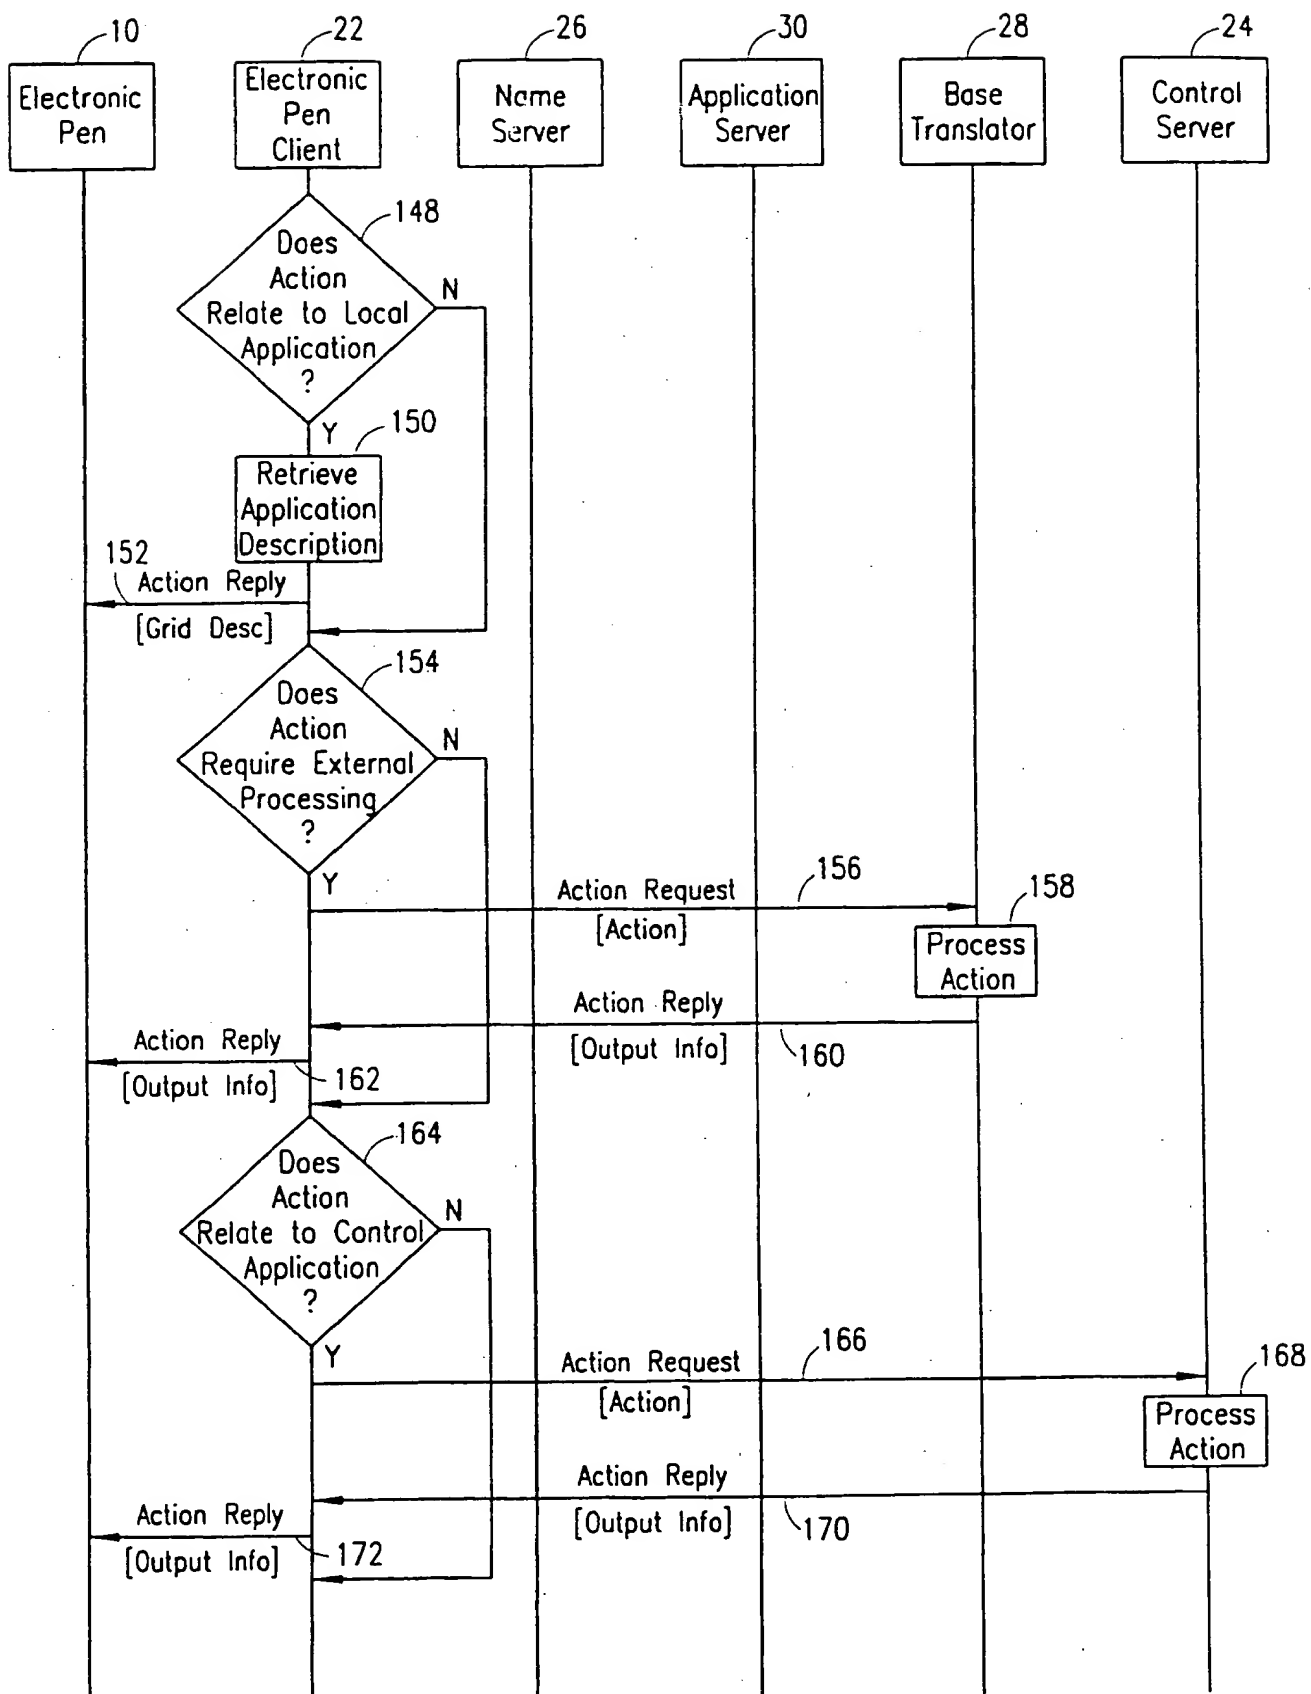 10
22
26
30
28
24
Electronic
Pen
Electronic
Pen
Client
Name
Server
Application
Server
Base
Translator
Control
Server
148
Does
Action
Relate to Local
Application
?
N
Y
150
Retrieve
Application
Description
152
Action Reply
[Grid Desc]
154
Does
Action
Require External
Processing
?
N
Y
Action Request
156
[Action]
158
Process
Action
Action Reply
[Output Info]
160
Action Reply
[Output Info]
162
164
Does
Action
Relate to Control
Application
?
N
Y
Action Request
166
[Action]
168
Process
Action
Action Reply
[Output Info]
170
Action Reply
[Output Info]
172